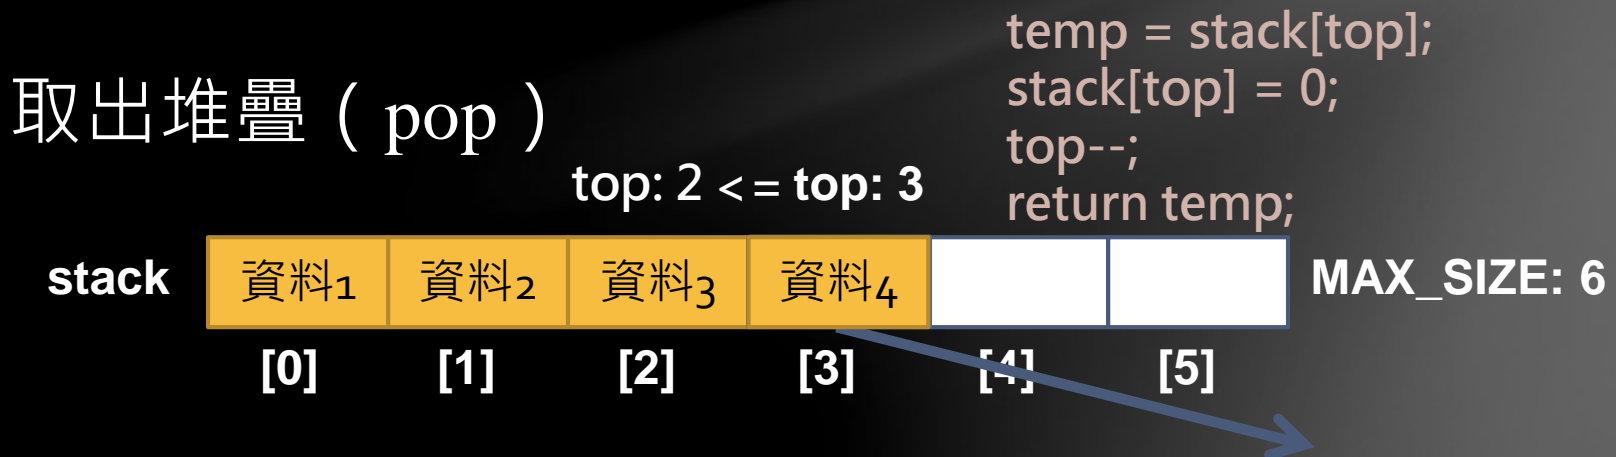 temp = stack[top];
stack[top] = 0;
top--;
return temp;
取出堆疊（pop）
top: 2 <= top: 3
stack 資料1 資料2 資料3 資料4 MAX_SIZE: 6
[0] [1] [2] [3] [4] [5]